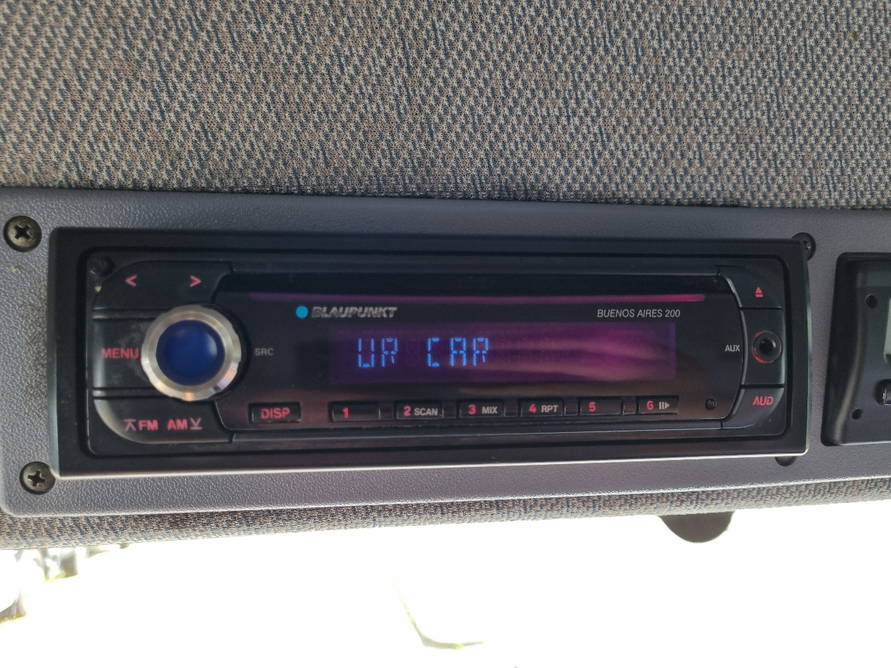 < >
BLAUPUNKT
BUENOS AIRES 200
MENU
SRC
UR CAR
AUX
DISP
1
2 SCAN
3 MIX
4 RPT
5
6
AUD
FM AM